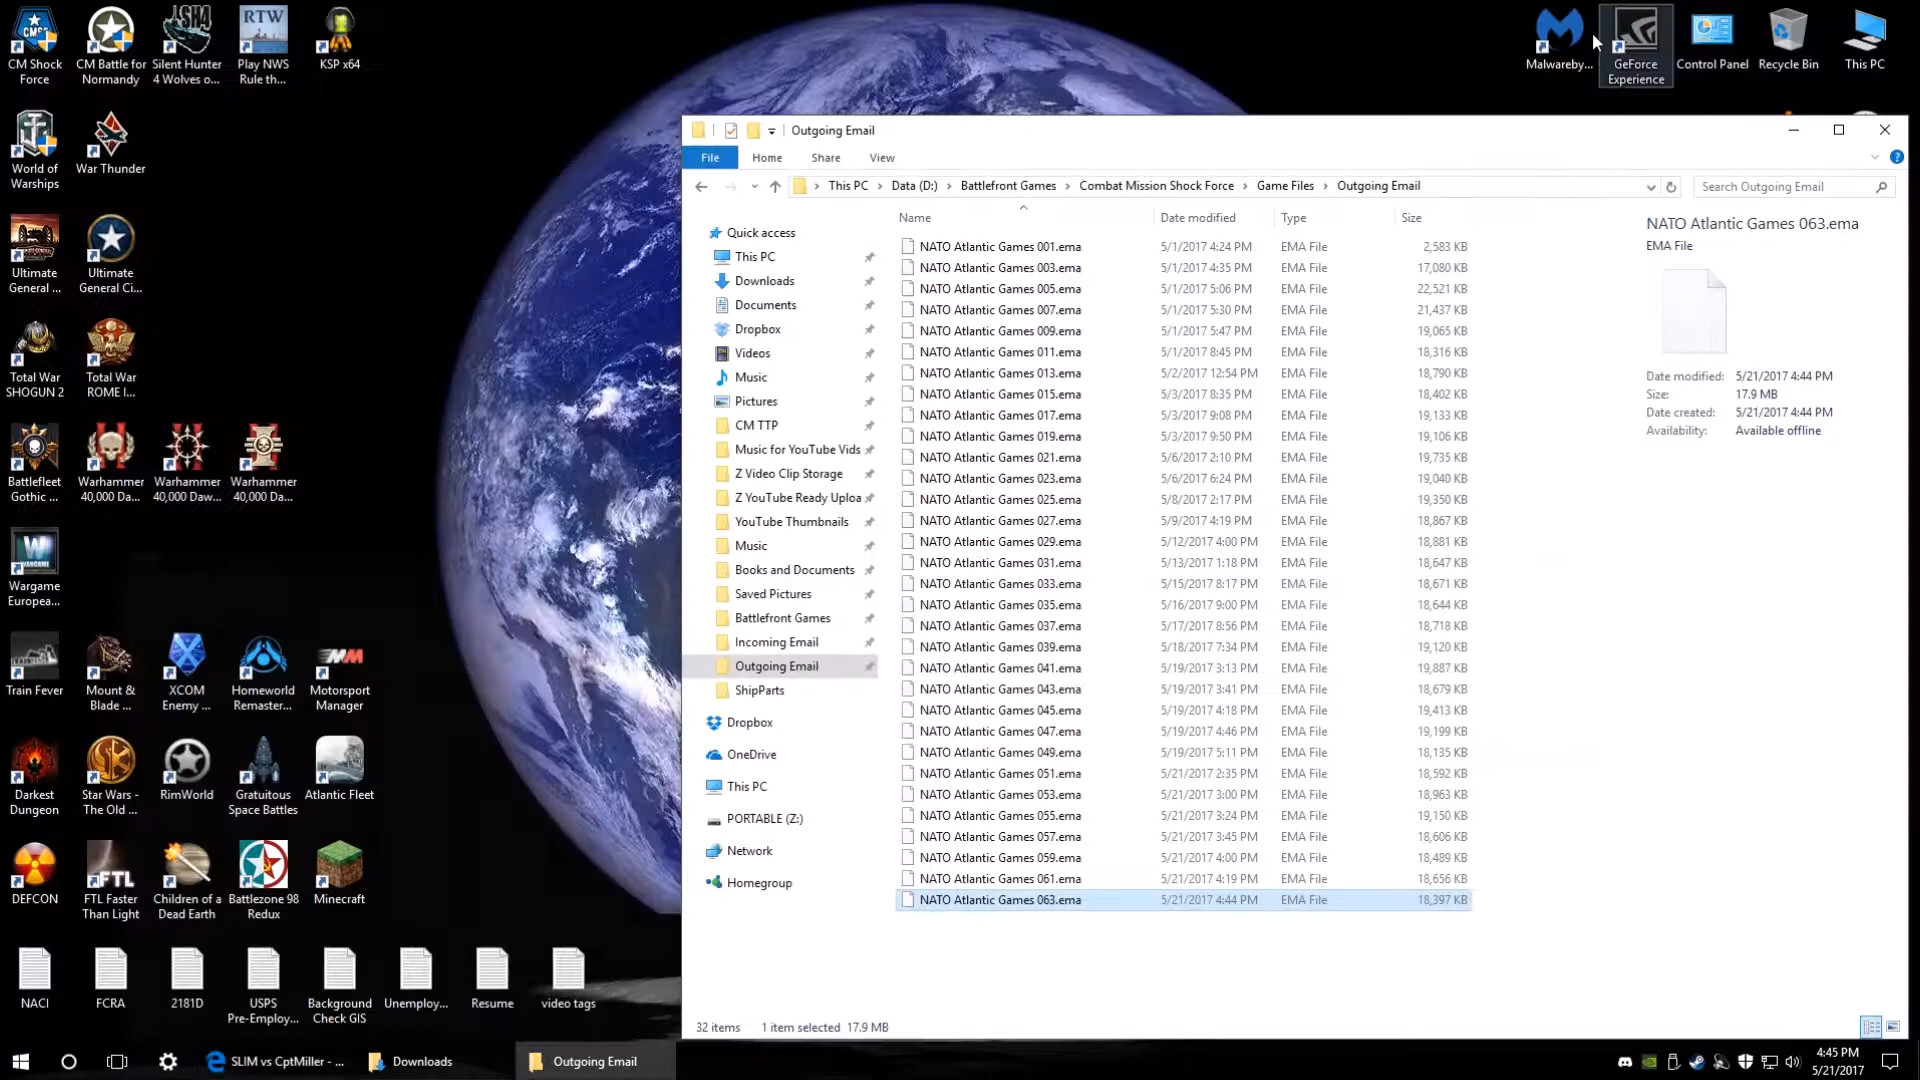 CM Shock
Force
CM Battle for
Normandy
Silent Hunter
4 Wolves o...
Play NWS
Rule th...
KSP x64
World of
Warships
War Thunder
Ultimate
General ...
Ultimate
General Ci...
Total War
SHOGUN 2
Total War
ROME I...
Battlefleet
Gothic ...
Warhammer
40,000 Da...
Warhammer
40,000 Daw...
Warhammer
40,000 Da...
Wargame
Europea...
Train Fever
Mount &
Blade ...
XCOM
Enemy ...
Homeworld
Remaster...
Motorsport
Manager
Darkest
Dungeon
Star Wars -
The Old ...
RimWorld
Gratuitous
Space Battles
Atlantic Fleet
DEFCON
FTL Faster
Than Light
Children of a
Dead Earth
Battlezone 98
Redux
Minecraft
NACI
FCRA
2181D
USPS
Pre-Employ...
Background
Check GIS
Unemploy...
Resume
video tags
Malwareby...
GeForce
Experience
Control Panel
Recycle Bin
This PC
Outgoing Email
File Home Share View
This PC > Data (D:) > Battlefront Games > Combat Mission Shock Force > Game Files > Outgoing Email
Search Outgoing Email
Quick access
This PC
Downloads
Documents
Dropbox
Videos
Music
Pictures
CM TTP
Music for YouTube Vids
Z Video Clip Storage
Z YouTube Ready Uploa
YouTube Thumbnails
Music
Books and Documents
Saved Pictures
Battlefront Games
Incoming Email
Outgoing Email
ShipParts
Dropbox
OneDrive
This PC
PORTABLE (Z:)
Network
Homegroup
Name Date modified Type Size
NATO Atlantic Games 001.ema 5/1/2017 4:24 PM EMA File 2,583 KB
NATO Atlantic Games 003.ema 5/1/2017 4:35 PM EMA File 17,080 KB
NATO Atlantic Games 005.ema 5/1/2017 5:06 PM EMA File 22,521 KB
NATO Atlantic Games 007.ema 5/1/2017 5:30 PM EMA File 21,437 KB
NATO Atlantic Games 009.ema 5/1/2017 5:47 PM EMA File 19,065 KB
NATO Atlantic Games 011.ema 5/1/2017 8:45 PM EMA File 18,316 KB
NATO Atlantic Games 013.ema 5/2/2017 12:54 PM EMA File 18,790 KB
NATO Atlantic Games 015.ema 5/3/2017 8:35 PM EMA File 18,402 KB
NATO Atlantic Games 017.ema 5/3/2017 9:08 PM EMA File 19,133 KB
NATO Atlantic Games 019.ema 5/3/2017 9:50 PM EMA File 19,106 KB
NATO Atlantic Games 021.ema 5/6/2017 2:10 PM EMA File 19,735 KB
NATO Atlantic Games 023.ema 5/6/2017 6:24 PM EMA File 19,040 KB
NATO Atlantic Games 025.ema 5/8/2017 2:17 PM EMA File 19,350 KB
NATO Atlantic Games 027.ema 5/9/2017 4:19 PM EMA File 18,867 KB
NATO Atlantic Games 029.ema 5/12/2017 4:00 PM EMA File 18,881 KB
NATO Atlantic Games 031.ema 5/13/2017 1:18 PM EMA File 18,647 KB
NATO Atlantic Games 033.ema 5/15/2017 8:17 PM EMA File 18,671 KB
NATO Atlantic Games 035.ema 5/16/2017 9:00 PM EMA File 18,644 KB
NATO Atlantic Games 037.ema 5/17/2017 8:56 PM EMA File 18,718 KB
NATO Atlantic Games 039.ema 5/18/2017 7:34 PM EMA File 19,120 KB
NATO Atlantic Games 041.ema 5/19/2017 3:13 PM EMA File 19,887 KB
NATO Atlantic Games 043.ema 5/19/2017 3:41 PM EMA File 18,679 KB
NATO Atlantic Games 045.ema 5/19/2017 4:18 PM EMA File 19,413 KB
NATO Atlantic Games 047.ema 5/19/2017 4:46 PM EMA File 19,199 KB
NATO Atlantic Games 049.ema 5/19/2017 5:11 PM EMA File 18,135 KB
NATO Atlantic Games 051.ema 5/21/2017 2:35 PM EMA File 18,592 KB
NATO Atlantic Games 053.ema 5/21/2017 3:00 PM EMA File 18,963 KB
NATO Atlantic Games 055.ema 5/21/2017 3:24 PM EMA File 19,150 KB
NATO Atlantic Games 057.ema 5/21/2017 3:45 PM EMA File 18,606 KB
NATO Atlantic Games 059.ema 5/21/2017 4:00 PM EMA File 18,489 KB
NATO Atlantic Games 061.ema 5/21/2017 4:19 PM EMA File 18,656 KB
NATO Atlantic Games 063.ema 5/21/2017 4:44 PM EMA File 18,397 KB
NATO Atlantic Games 063.ema
EMA File
Date modified: 5/21/2017 4:44 PM
Size: 17.9 MB
Date created: 5/21/2017 4:44 PM
Availability: Available offline
32 items 1 item selected 17.9 MB
SLIM vs CptMiller - ...
Downloads
Outgoing Email
4:45 PM
5/21/2017